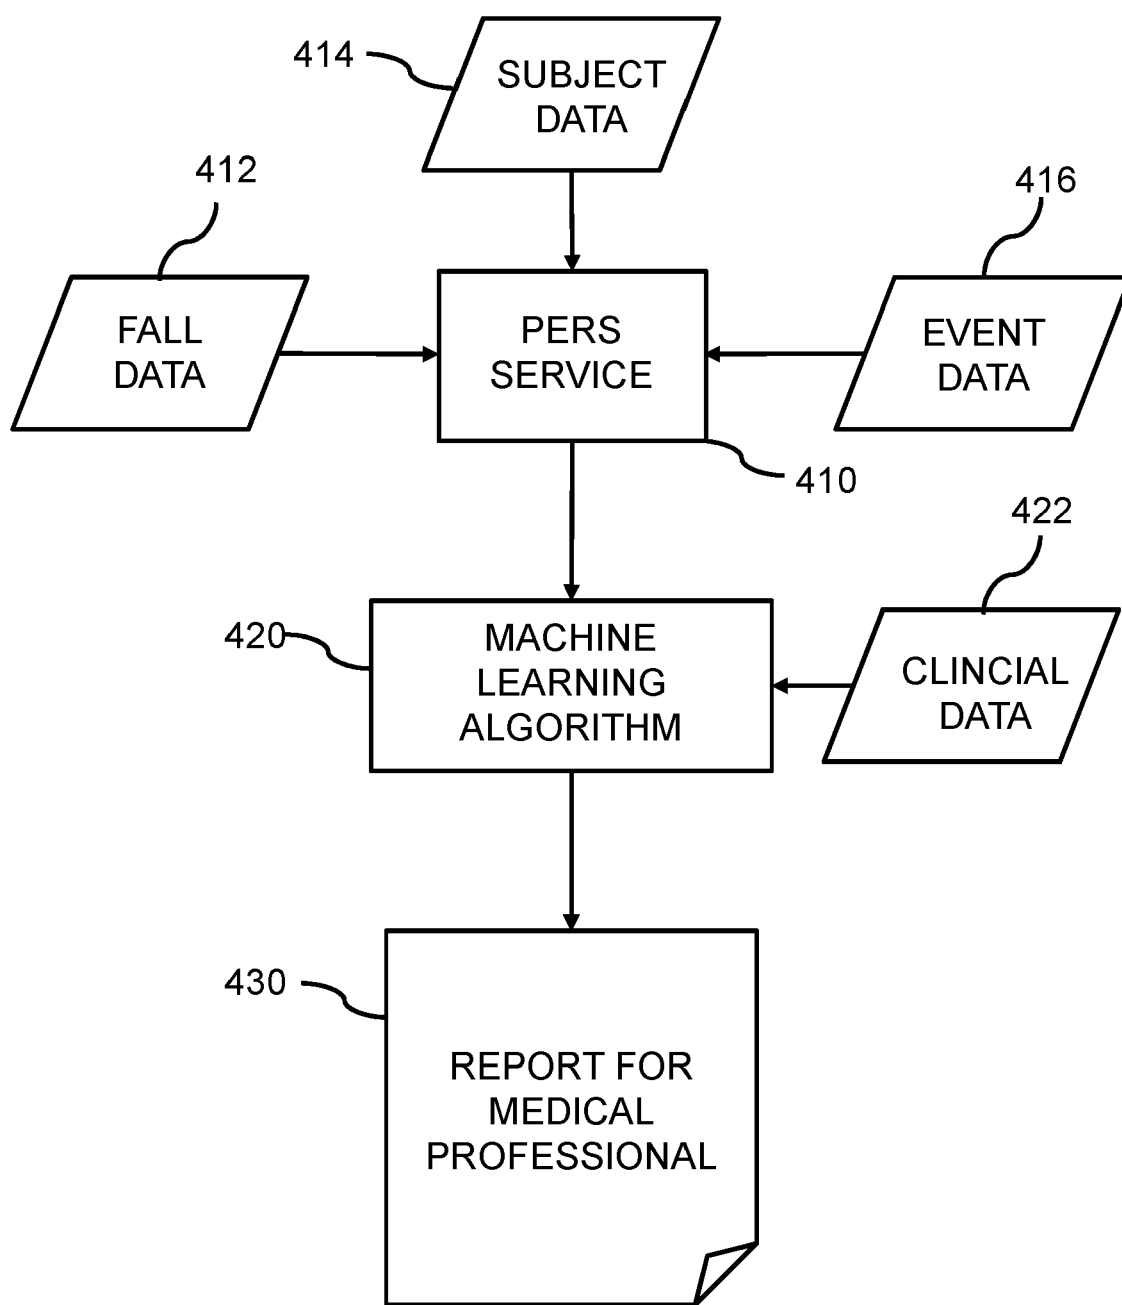 414
SUBJECT
DATA
412
416
FALL
DATA
PERS
SERVICE
EVENT
DATA
410
422
420
MACHINE
LEARNING
ALGORITHM
CLINCIAL
DATA
430
REPORT FOR
MEDICAL
PROFESSIONAL